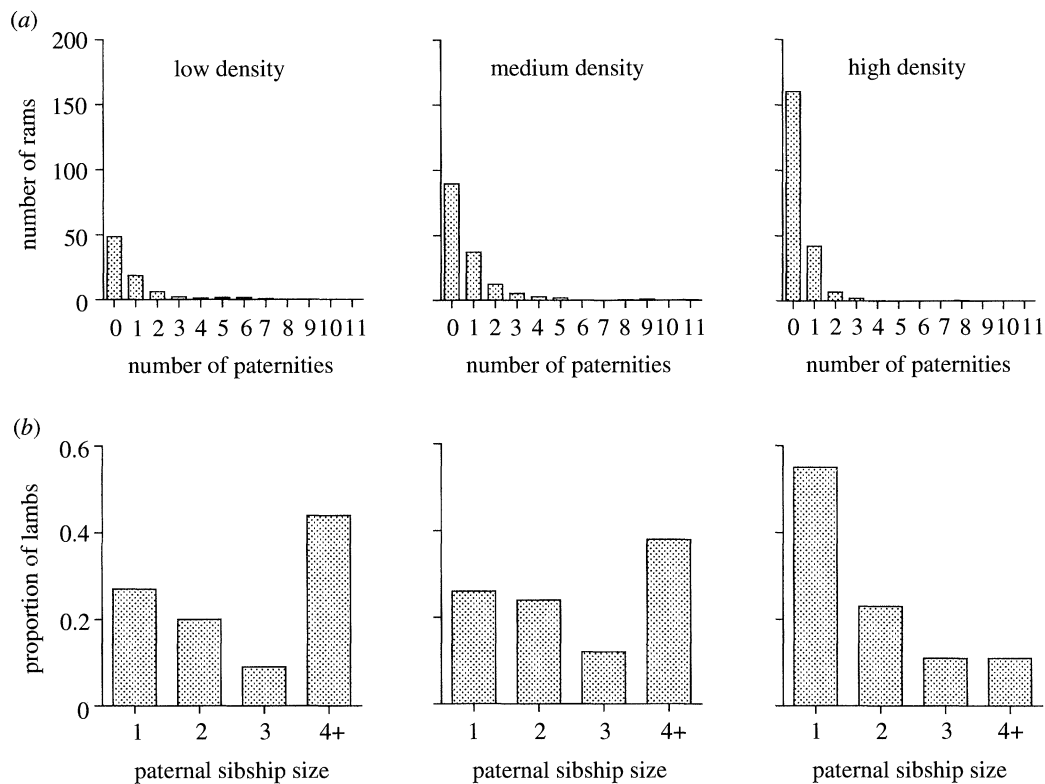 (a)
200
150
100
50
0
number of rams
low density
medium density
high density
0 1 2 3 4 5 6 7 8 9 10 11
0 1 2 3 4 5 6 7 8 9 10 11
0 1 2 3 4 5 6 7 8 9 10 11
number of paternities
number of paternities
number of paternities
(b)
0.6
0.4
0.2
0
proportion of lambs
1 2 3 4+
1 2 3 4+
1 2 3 4+
paternal sibship size
paternal sibship size
paternal sibship size